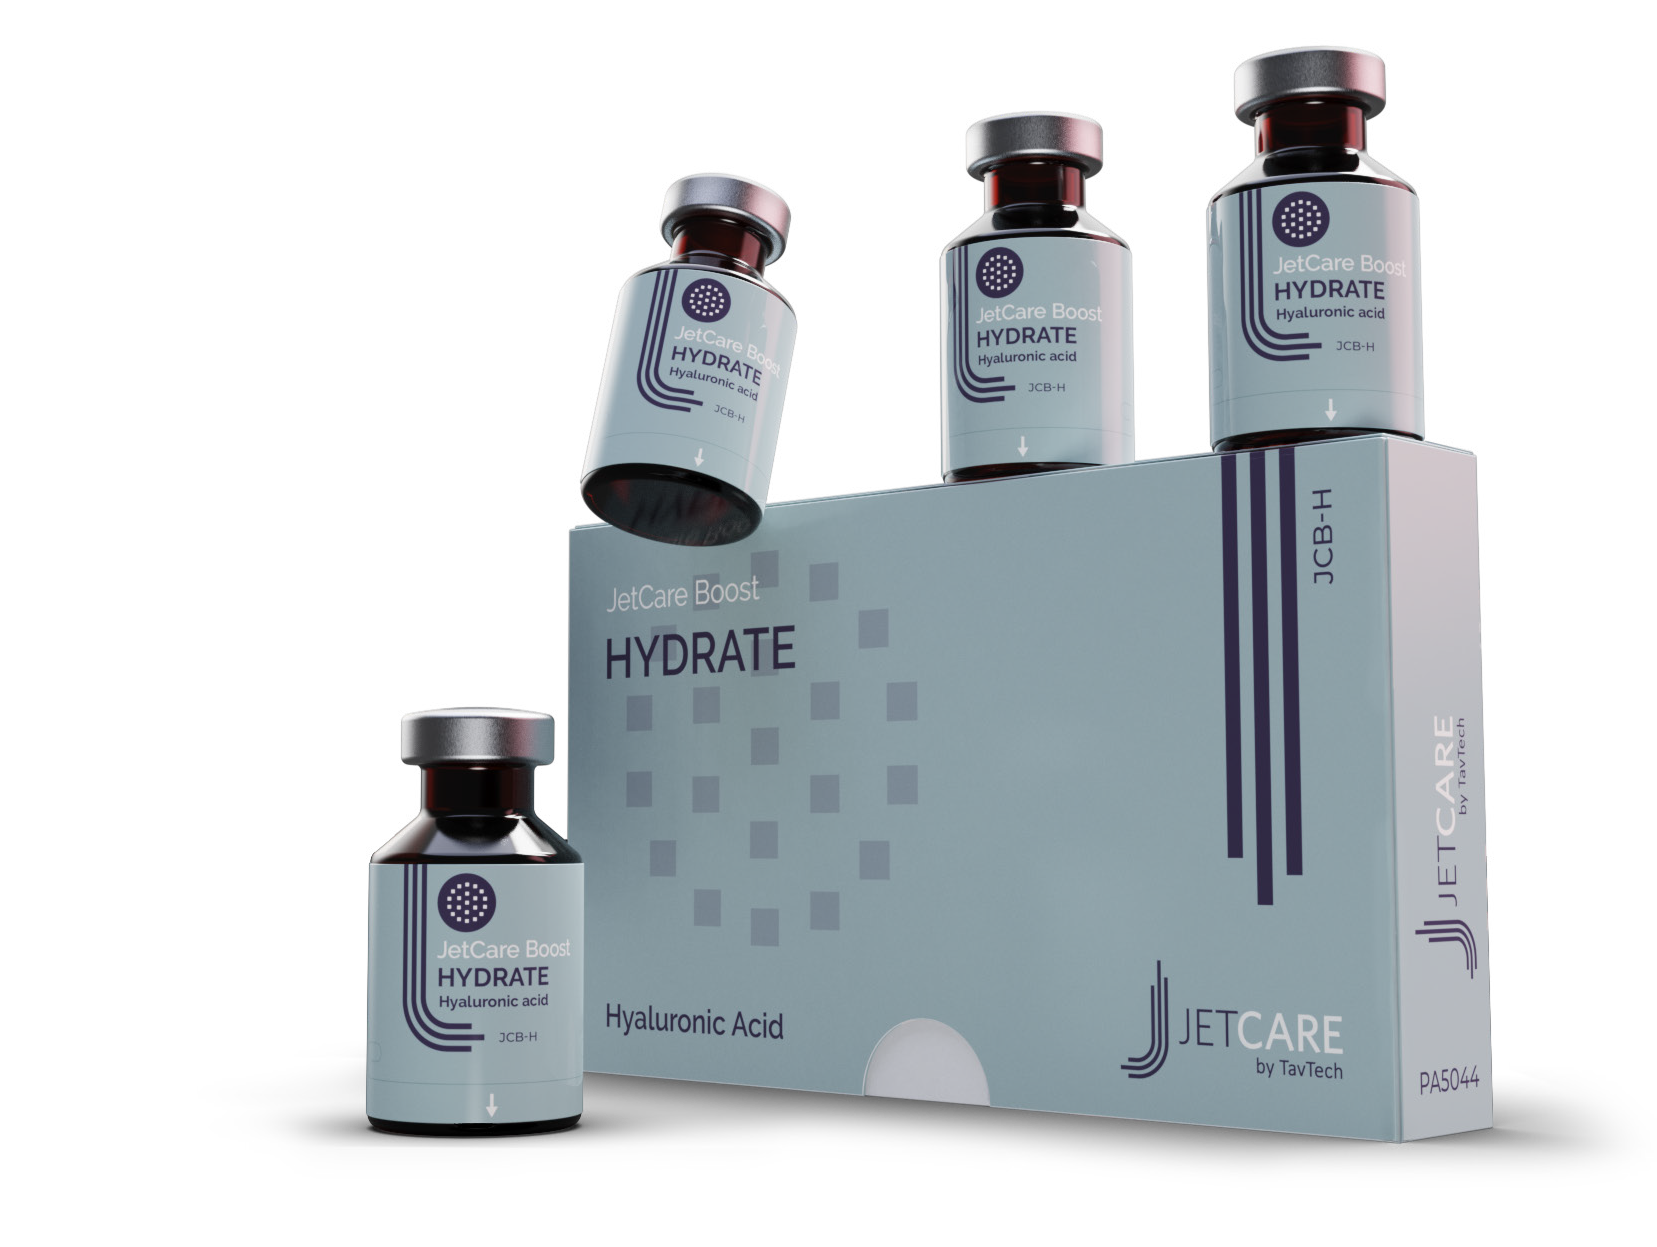 JetCare Boost
HYDRATE
Hyaluronic acid
JCB-H
JetCare Boost
HYDRATE
Hyaluronic acid
JCB-H
JetCare Boost
HYDRATE
Hyaluronic acid
JCB-H
JetCare Boost
HYDRATE
Hyaluronic Acid
JCB-H
JETCARE
by TavTech
JETCARE
by TavTech
PA5044
JetCare Boost
HYDRATE
Hyaluronic acid
JCB-H